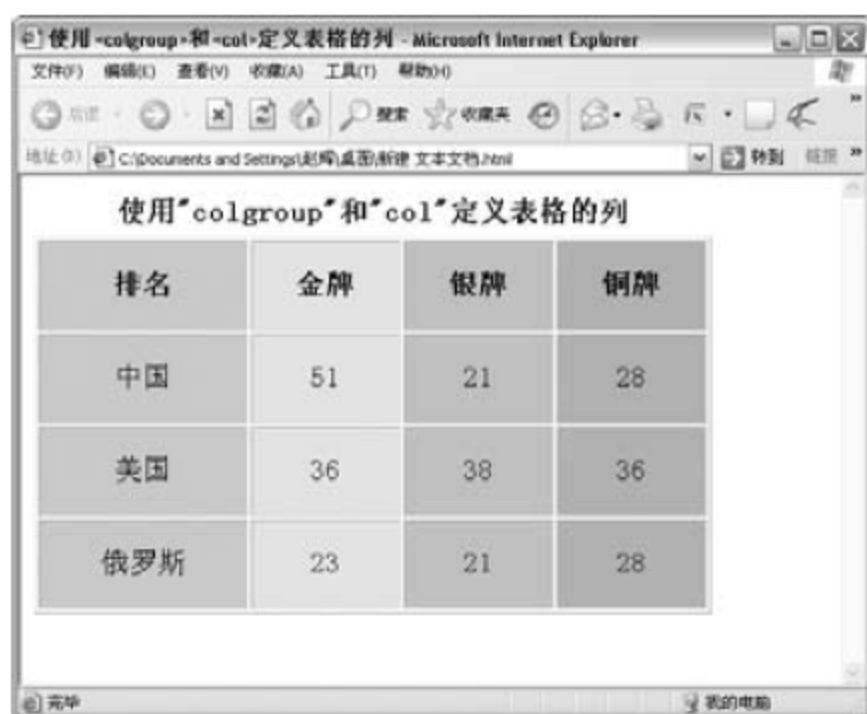 使用<colgroup>和<col>定义表格的列 - Microsoft Internet Explorer
文件(F) 编辑(E) 查看(V) 收藏(A) 工具(T) 帮助(H)
后退 搜索 收藏夹 »
地址(D) C:\Documents and Settings\赵辉\桌面\新建 文本文档.html 转到 链接 »
使用"colgroup"和"col"定义表格的列
排名 金牌 银牌 铜牌
中国 51 21 28
美国 36 38 36
俄罗斯 23 21 28
完毕 我的电脑